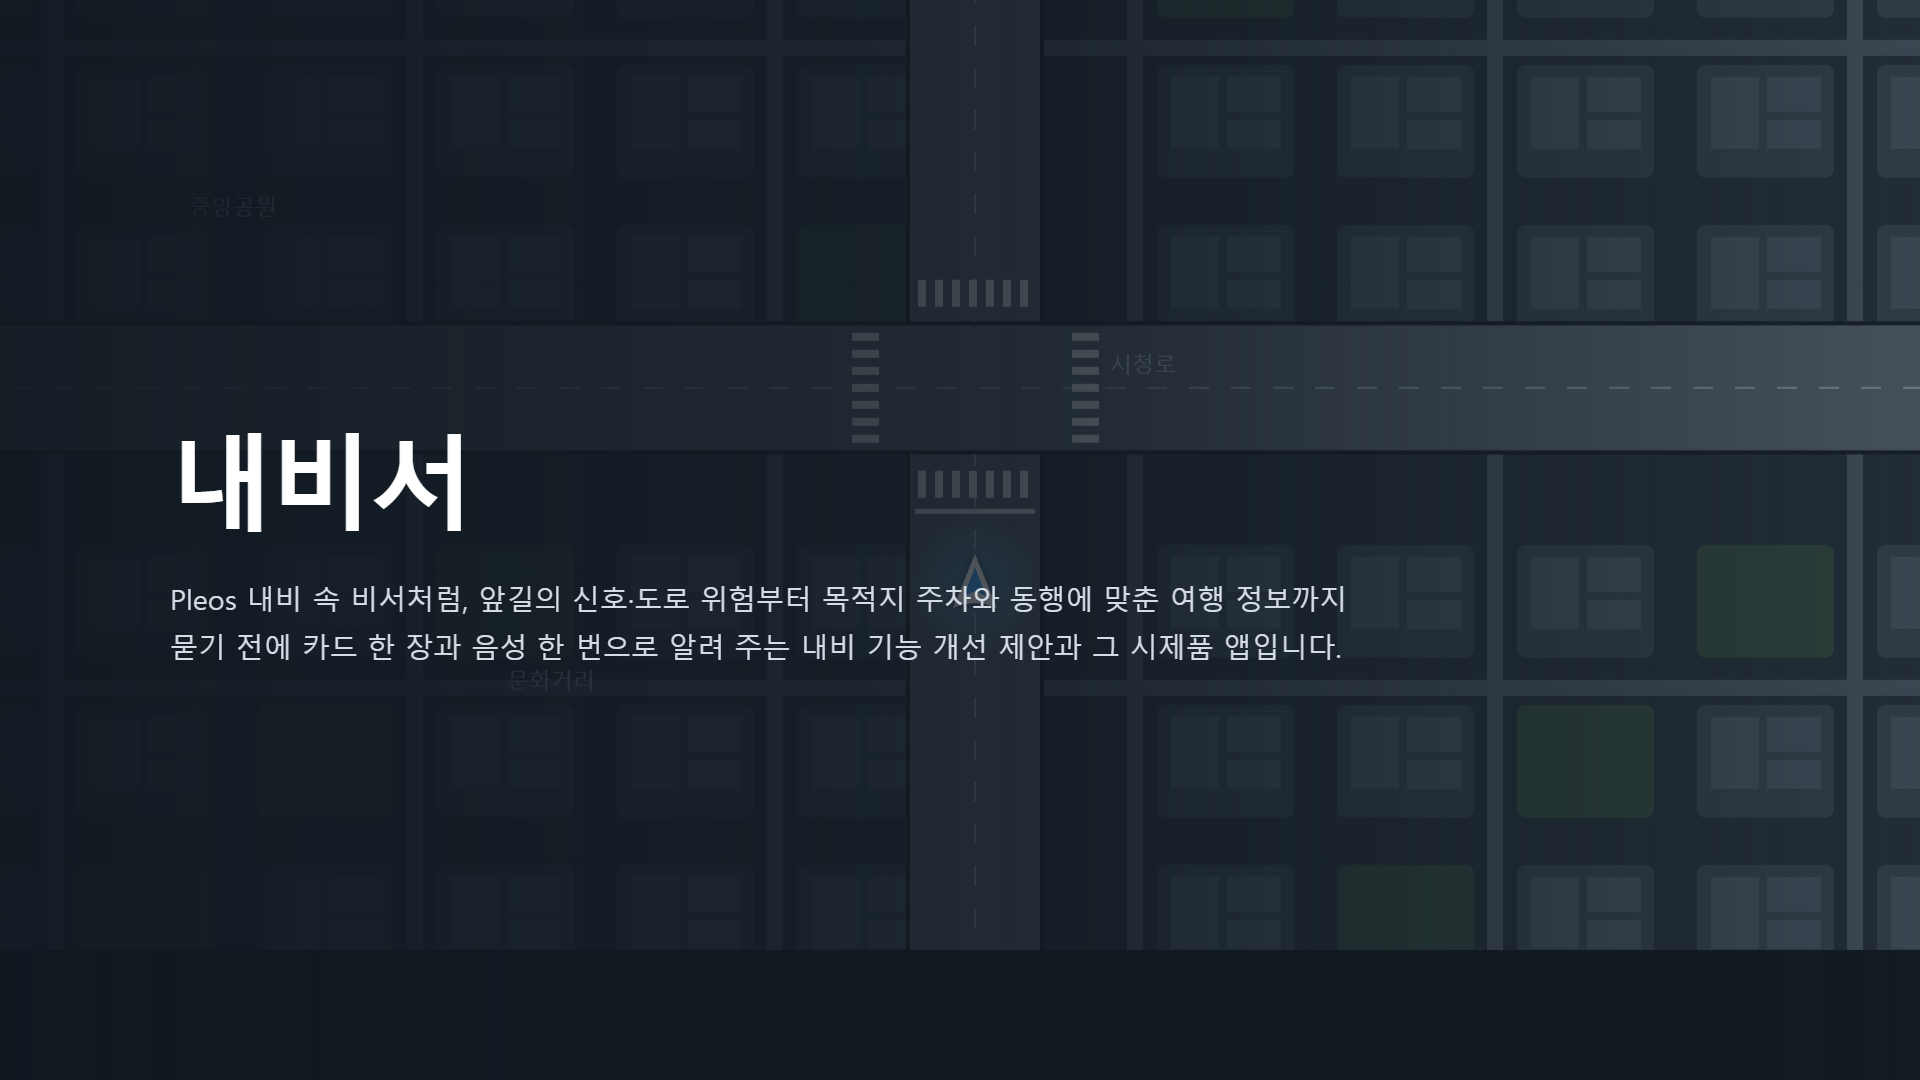 중앙공원
시청로
내비서
Pleos 내비 속 비서처럼, 앞길의 신호·도로 위험부터 목적지 주차와 동행에 맞춘 여행 정보까지
묻기 전에 카드 한 장과 음성 한 번으로 알려 주는 내비 기능 개선 제안과 그 시제품 앱입니다.
문화거리